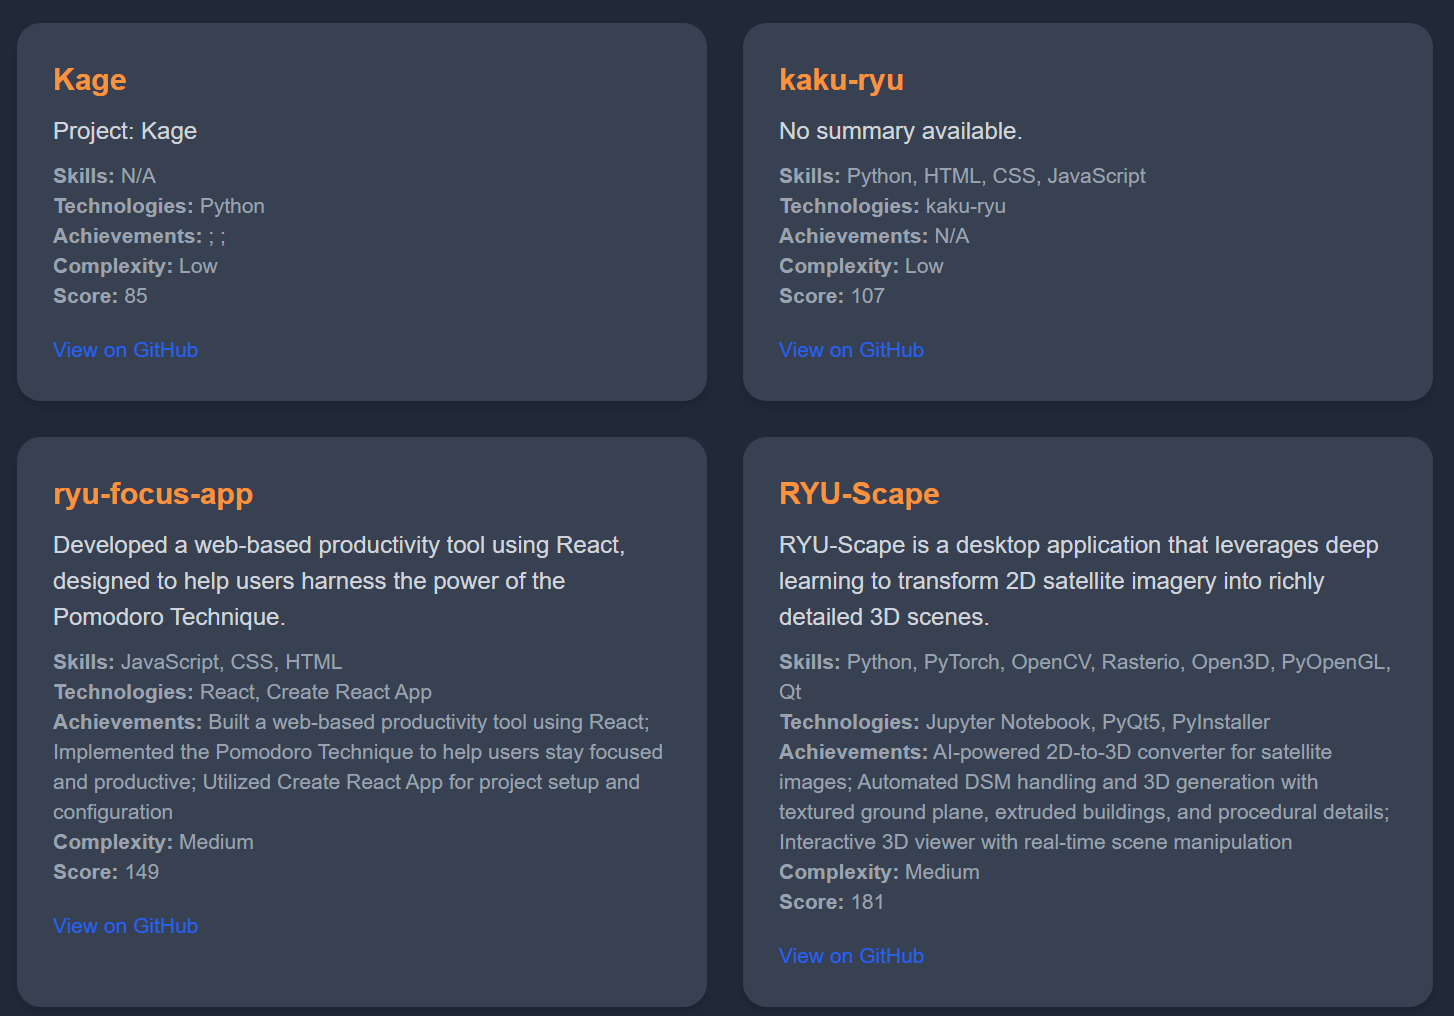 Kage
Project: Kage
Skills: N/A
Technologies: Python
Achievements: ; ;
Complexity: Low
Score: 85
View on GitHub
kaku-ryu
No summary available.
Skills: Python, HTML, CSS, JavaScript
Technologies: kaku-ryu
Achievements: N/A
Complexity: Low
Score: 107
View on GitHub
ryu-focus-app
Developed a web-based productivity tool using React,
designed to help users harness the power of the
Pomodoro Technique.
Skills: JavaScript, CSS, HTML
Technologies: React, Create React App
Achievements: Built a web-based productivity tool using React;
Implemented the Pomodoro Technique to help users stay focused
and productive; Utilized Create React App for project setup and
configuration
Complexity: Medium
Score: 149
View on GitHub
RYU-Scape
RYU-Scape is a desktop application that leverages deep
learning to transform 2D satellite imagery into richly
detailed 3D scenes.
Skills: Python, PyTorch, OpenCV, Rasterio, Open3D, PyOpenGL,
Qt
Technologies: Jupyter Notebook, PyQt5, PyInstaller
Achievements: AI-powered 2D-to-3D converter for satellite
images; Automated DSM handling and 3D generation with
textured ground plane, extruded buildings, and procedural details;
Interactive 3D viewer with real-time scene manipulation
Complexity: Medium
Score: 181
View on GitHub